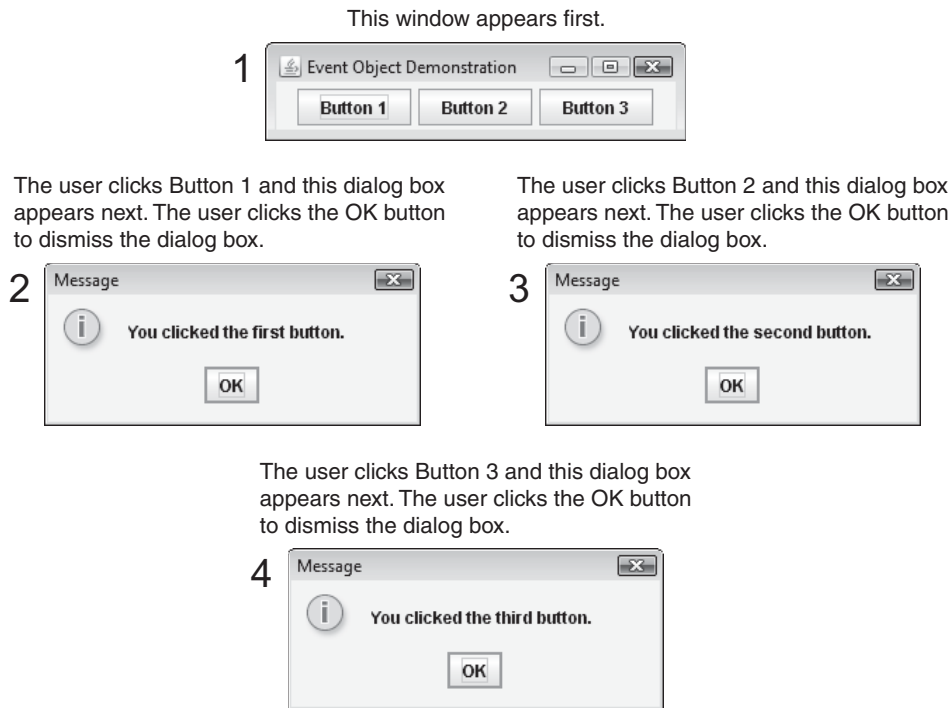 This window appears first.
1
Event Object Demonstration
Button 1 Button 2 Button 3
The user clicks Button 1 and this dialog box
appears next. The user clicks the OK button
to dismiss the dialog box.
2
Message
You clicked the first button.
OK
The user clicks Button 2 and this dialog box
appears next. The user clicks the OK button
to dismiss the dialog box.
3
Message
You clicked the second button.
OK
The user clicks Button 3 and this dialog box
appears next. The user clicks the OK button
to dismiss the dialog box.
4
Message
You clicked the third button.
OK